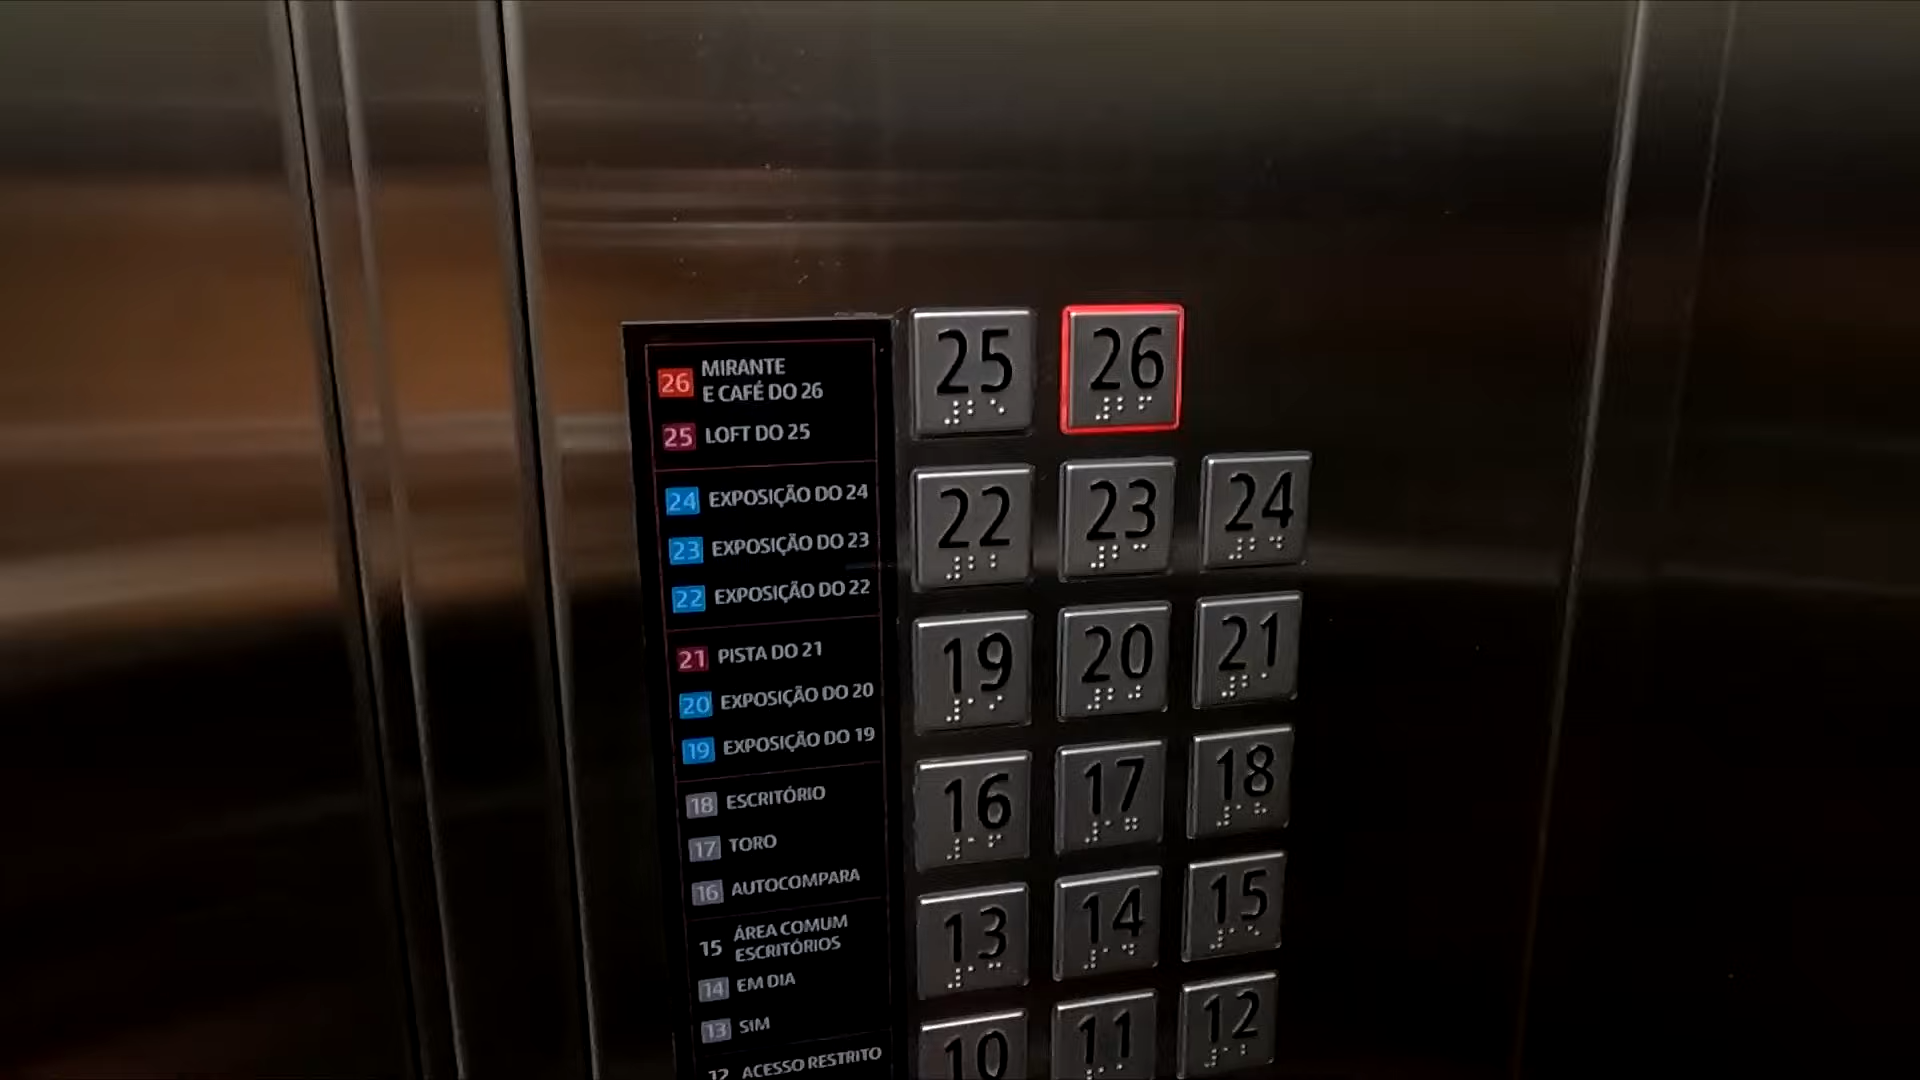 26 MIRANTE
E CAFÉ DO 26
25 LOFT DO 25
24 EXPOSIÇÃO DO 24
23 EXPOSIÇÃO DO 23
22 EXPOSIÇÃO DO 22
21 PISTA DO 21
20 EXPOSIÇÃO DO 20
19 EXPOSIÇÃO DO 19
18 ESCRITÓRIO
17 TORO
16 AUTOCOMPARA
15 ÁREA COMUM
ESCRITÓRIOS
14 EM DIA
13 SIM
12 ACESSO RESTRITO
25 26
22 23 24
19 20 21
16 17 18
13 14 15
10 11 12